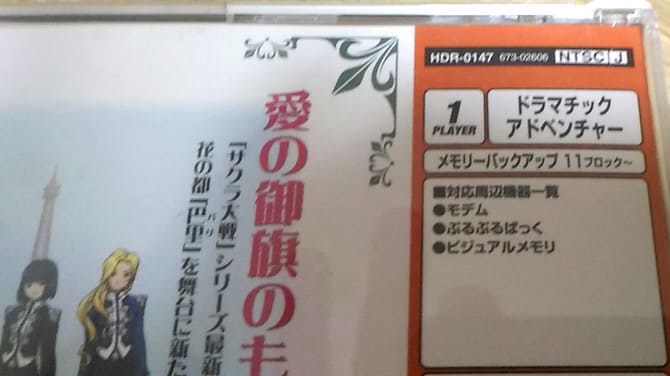 HDR-0147 673-02606 NTSC J
1
PLAYER
ドラマチック
アドベンチャー
メモリーバックアップ 11ブロック～
■対応周辺機器一覧
●モデム
●ぷるぷるぱっく
●ビジュアルメモリ
愛の御旗のも
『サクラ大戦』シリーズ最新
花の都『巴里』を舞台に新た
パリ